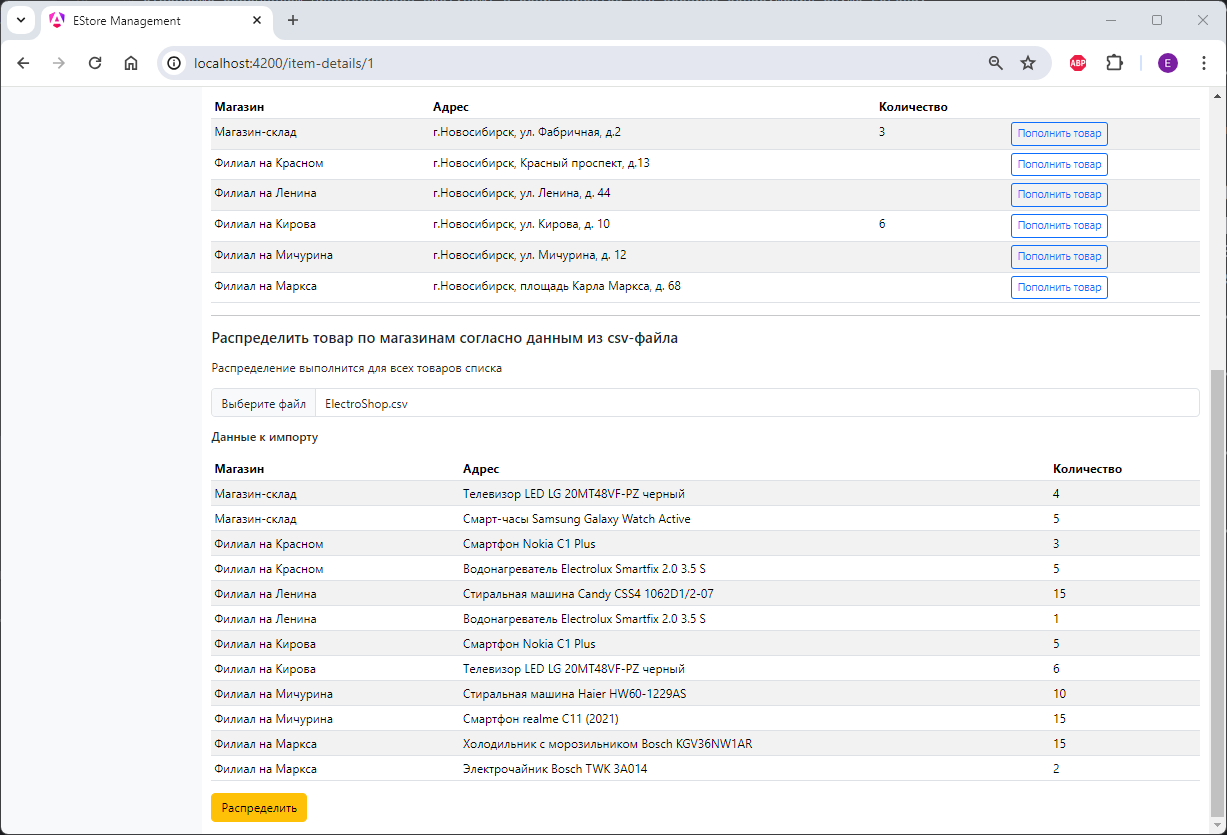 EStore Management
localhost:4200/item-details/1
ABP
E
Магазин Адрес Количество
Магазин-склад г.Новосибирск, ул. Фабричная, д.2 3 Пополнить товар
Филиал на Красном г.Новосибирск, Красный проспект, д.13 Пополнить товар
Филиал на Ленина г.Новосибирск, ул. Ленина, д. 44 Пополнить товар
Филиал на Кирова г.Новосибирск, ул. Кирова, д. 10 6 Пополнить товар
Филиал на Мичурина г.Новосибирск, ул. Мичурина, д. 12 Пополнить товар
Филиал на Маркса г.Новосибирск, площадь Карла Маркса, д. 68 Пополнить товар
Распределить товар по магазинам согласно данным из csv-файла
Распределение выполнится для всех товаров списка
Выберите файл ElectroShop.csv
Данные к импорту
Магазин Адрес Количество
Магазин-склад Телевизор LED LG 20MT48VF-PZ черный 4
Магазин-склад Смарт-часы Samsung Galaxy Watch Active 5
Филиал на Красном Смартфон Nokia C1 Plus 3
Филиал на Красном Водонагреватель Electrolux Smartfix 2.0 3.5 S 5
Филиал на Ленина Стиральная машина Candy CSS4 1062D1/2-07 15
Филиал на Ленина Водонагреватель Electrolux Smartfix 2.0 3.5 S 1
Филиал на Кирова Смартфон Nokia C1 Plus 5
Филиал на Кирова Телевизор LED LG 20MT48VF-PZ черный 6
Филиал на Мичурина Стиральная машина Haier HW60-1229AS 10
Филиал на Мичурина Смартфон realme C11 (2021) 15
Филиал на Маркса Холодильник с морозильником Bosch KGV36NW1AR 15
Филиал на Маркса Электрочайник Bosch TWK 3A014 2
Распределить